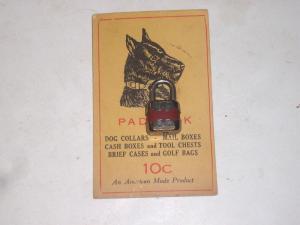 PAD K
DOG COLLARS - MAIL BOXES
CASH BOXES and TOOL CHESTS
BRIEF CASES and GOLF BAGS
10c
An American Made Product